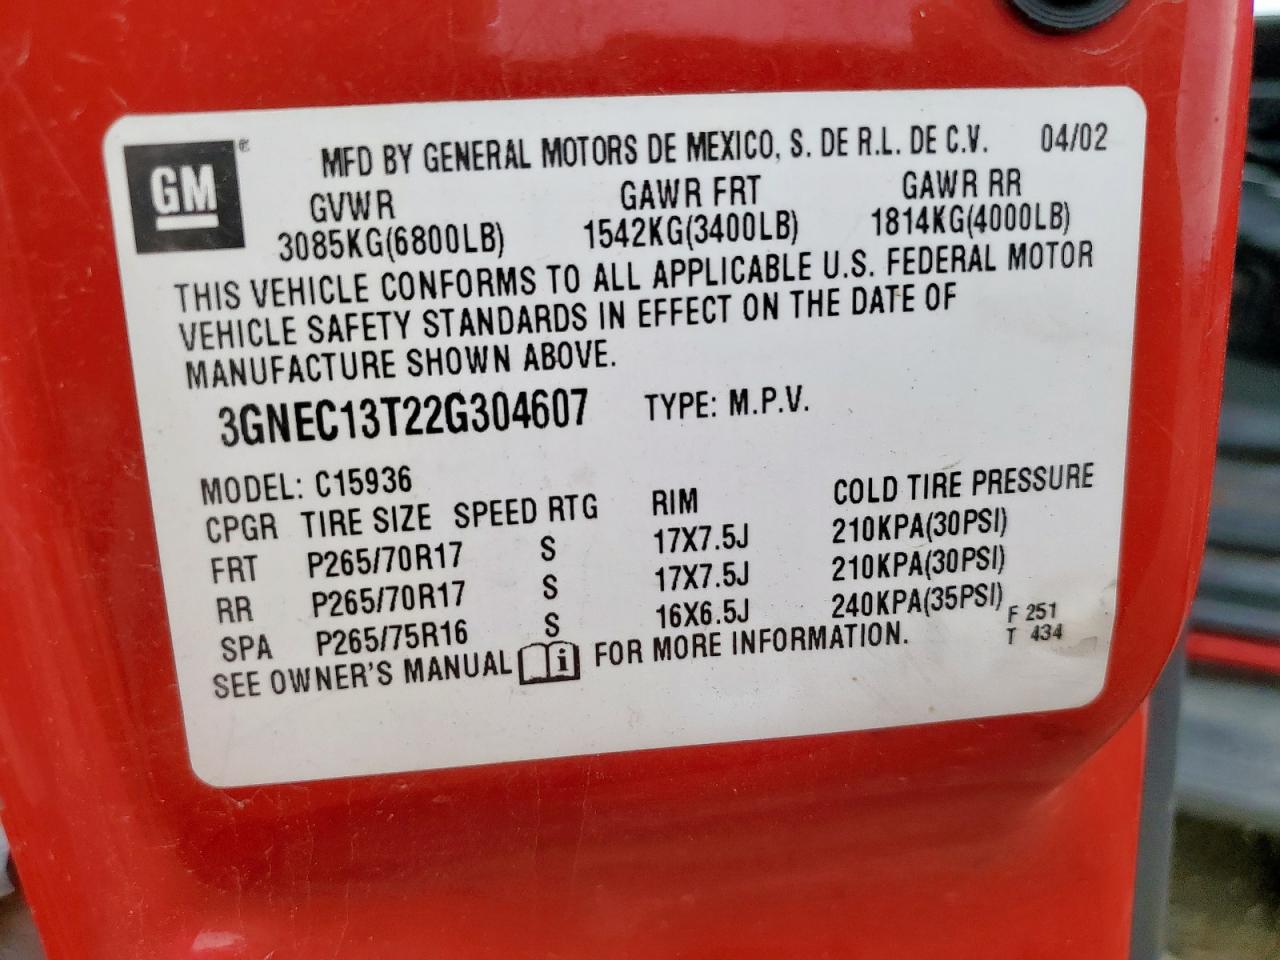 GM ® MFD BY GENERAL MOTORS DE MEXICO, S. DE R.L. DE C.V. 04/02
GVWR GAWR FRT GAWR RR
3085KG(6800LB) 1542KG(3400LB) 1814KG(4000LB)
THIS VEHICLE CONFORMS TO ALL APPLICABLE U.S. FEDERAL MOTOR
VEHICLE SAFETY STANDARDS IN EFFECT ON THE DATE OF
MANUFACTURE SHOWN ABOVE.
3GNEC13T22G304607 TYPE: M.P.V.
MODEL: C15936
CPGR TIRE SIZE SPEED RTG RIM COLD TIRE PRESSURE
FRT P265/70R17 S 17X7.5J 210KPA(30PSI)
RR P265/70R17 S 17X7.5J 210KPA(30PSI)
SPA P265/75R16 S 16X6.5J 240KPA(35PSI)
SEE OWNER'S MANUAL i FOR MORE INFORMATION.
F 251
T 434